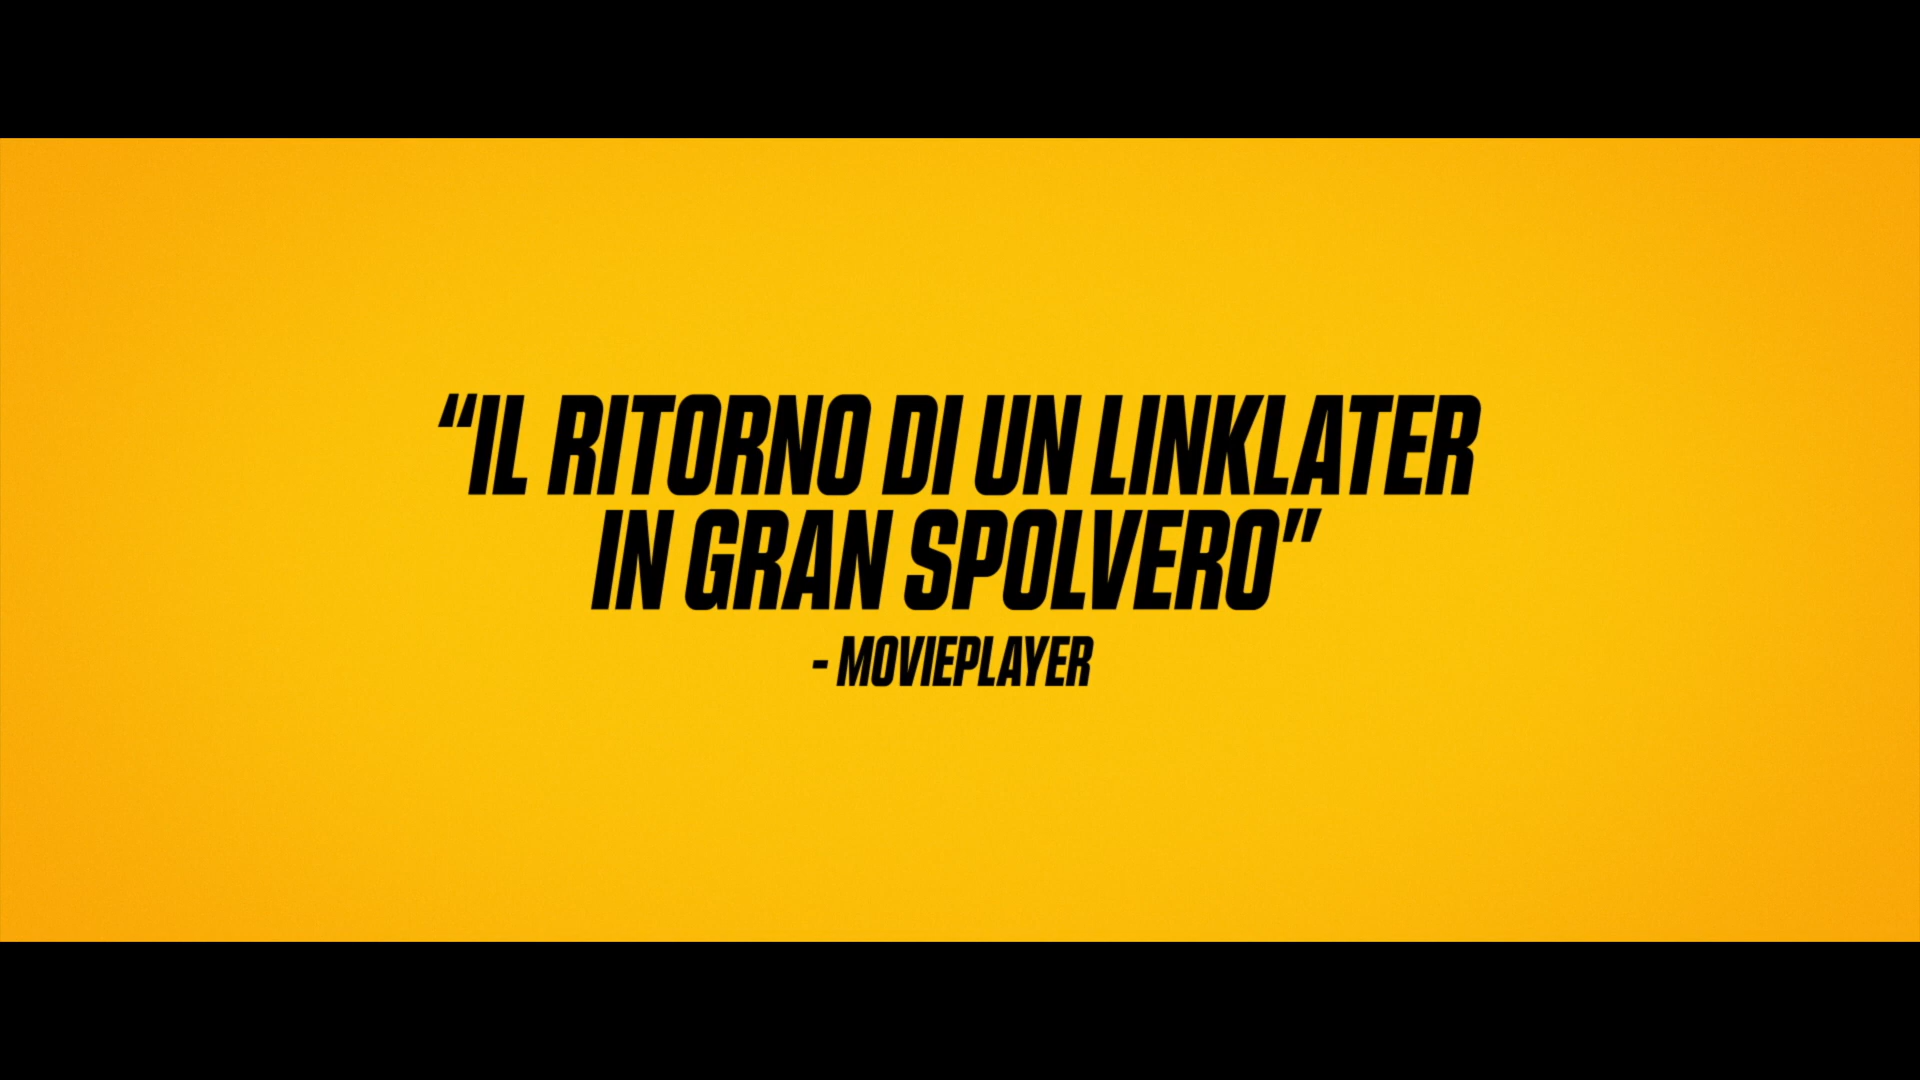 “IL RITORNO DI UN LINKLATER
IN GRAN SPOLVERO”
- MOVIEPLAYER